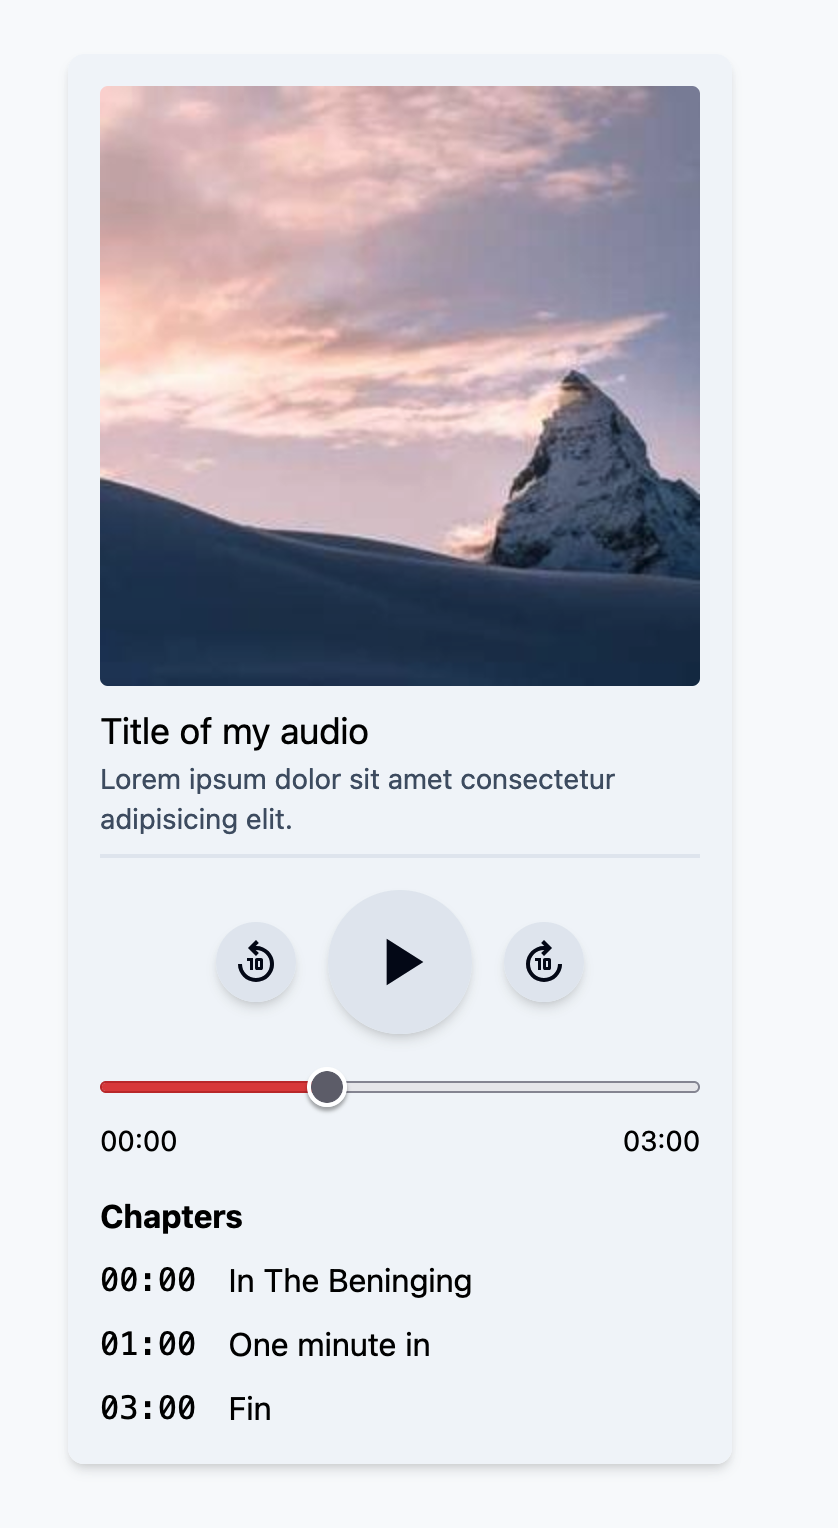 Title of my audio
Lorem ipsum dolor sit amet consectetur
adipisicing elit.
10 10
00:00 03:00
Chapters
00:00 In The Beninging
01:00 One minute in
03:00 Fin